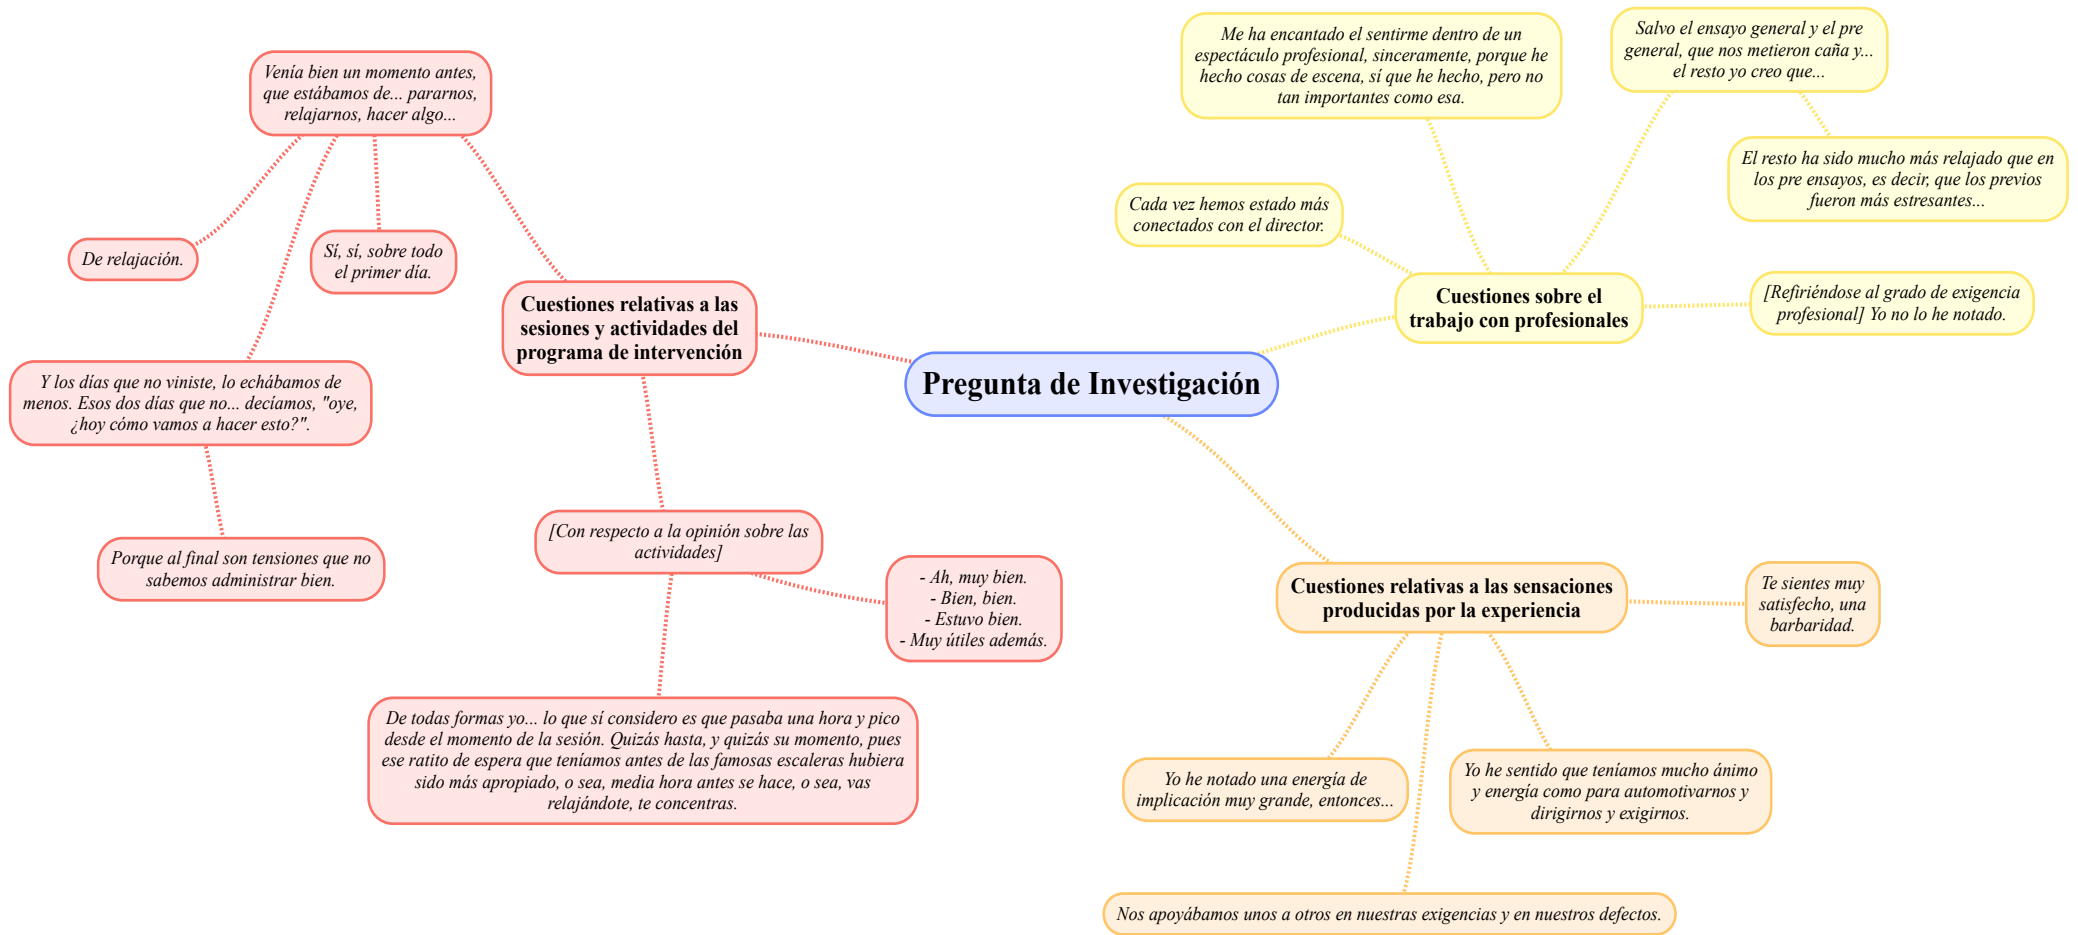 Pregunta de Investigación
Cuestiones relativas a las
sesiones y actividades del
programa de intervención
Venía bien un momento antes,
que estábamos de... pararnos,
relajarnos, hacer algo...
De relajación.
Sí, sí, sobre todo
el primer día.
Y los días que no viniste, lo echábamos de
menos. Esos dos días que no... decíamos, "oye,
¿hoy cómo vamos a hacer esto?".
Porque al final son tensiones que no
sabemos administrar bien.
[Con respecto a la opinión sobre las
actividades]
- Ah, muy bien.
- Bien, bien.
- Estuvo bien.
- Muy útiles además.
De todas formas yo... lo que sí considero es que pasaba una hora y pico
desde el momento de la sesión. Quizás hasta, y quizás su momento, pues
ese ratito de espera que teníamos antes de las famosas escaleras hubiera
sido más apropiado, o sea, media hora antes se hace, o sea, vas
relajándote, te concentras.
Cuestiones sobre el
trabajo con profesionales
Me ha encantado el sentirme dentro de un
espectáculo profesional, sinceramente, porque he
hecho cosas de escena, sí que he hecho, pero no
tan importantes como esa.
Salvo el ensayo general y el pre
general, que nos metieron caña y...
el resto yo creo que...
El resto ha sido mucho más relajado que en
los pre ensayos, es decir, que los previos
fueron más estresantes...
Cada vez hemos estado más
conectados con el director.
[Refiriéndose al grado de exigencia
profesional] Yo no lo he notado.
Cuestiones relativas a las sensaciones
producidas por la experiencia
Te sientes muy
satisfecho, una
barbaridad.
Yo he notado una energía de
implicación muy grande, entonces...
Yo he sentido que teníamos mucho ánimo
y energía como para automotivarnos y
dirigirnos y exigirnos.
Nos apoyábamos unos a otros en nuestras exigencias y en nuestros defectos.